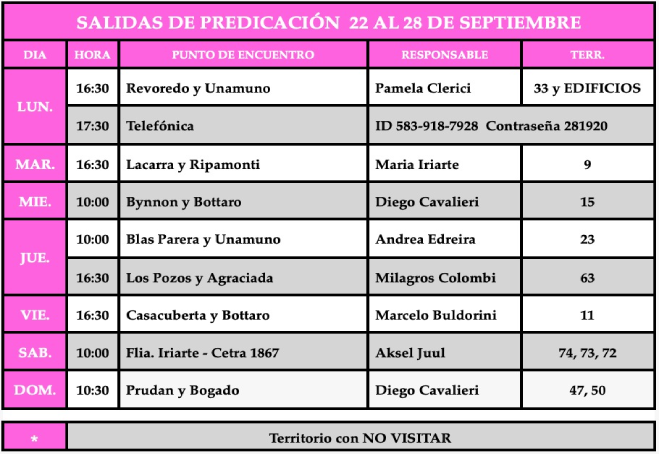 SALIDAS DE PREDICACIÓN 22 AL 28 DE SEPTIEMBRE
DIA HORA PUNTO DE ENCUENTRO RESPONSABLE TERR.
LUN. 16:30 Revoredo y Unamuno Pamela Clerici 33 y EDIFICIOS
17:30 Telefónica ID 583-918-7928 Contraseña 281920
MAR. 16:30 Lacarra y Ripamonti Maria Iriarte 9
MIE. 10:00 Bynnon y Bottaro Diego Cavalieri 15
JUE. 10:00 Blas Parera y Unamuno Andrea Edreira 23
16:30 Los Pozos y Agraciada Milagros Colombi 63
VIE. 16:30 Casacuberta y Bottaro Marcelo Buldorini 11
SAB. 10:00 Flia. Iriarte - Cetra 1867 Aksel Juul 74, 73, 72
DOM. 10:30 Prudan y Bogado Diego Cavalieri 47, 50
* Territorio con NO VISITAR